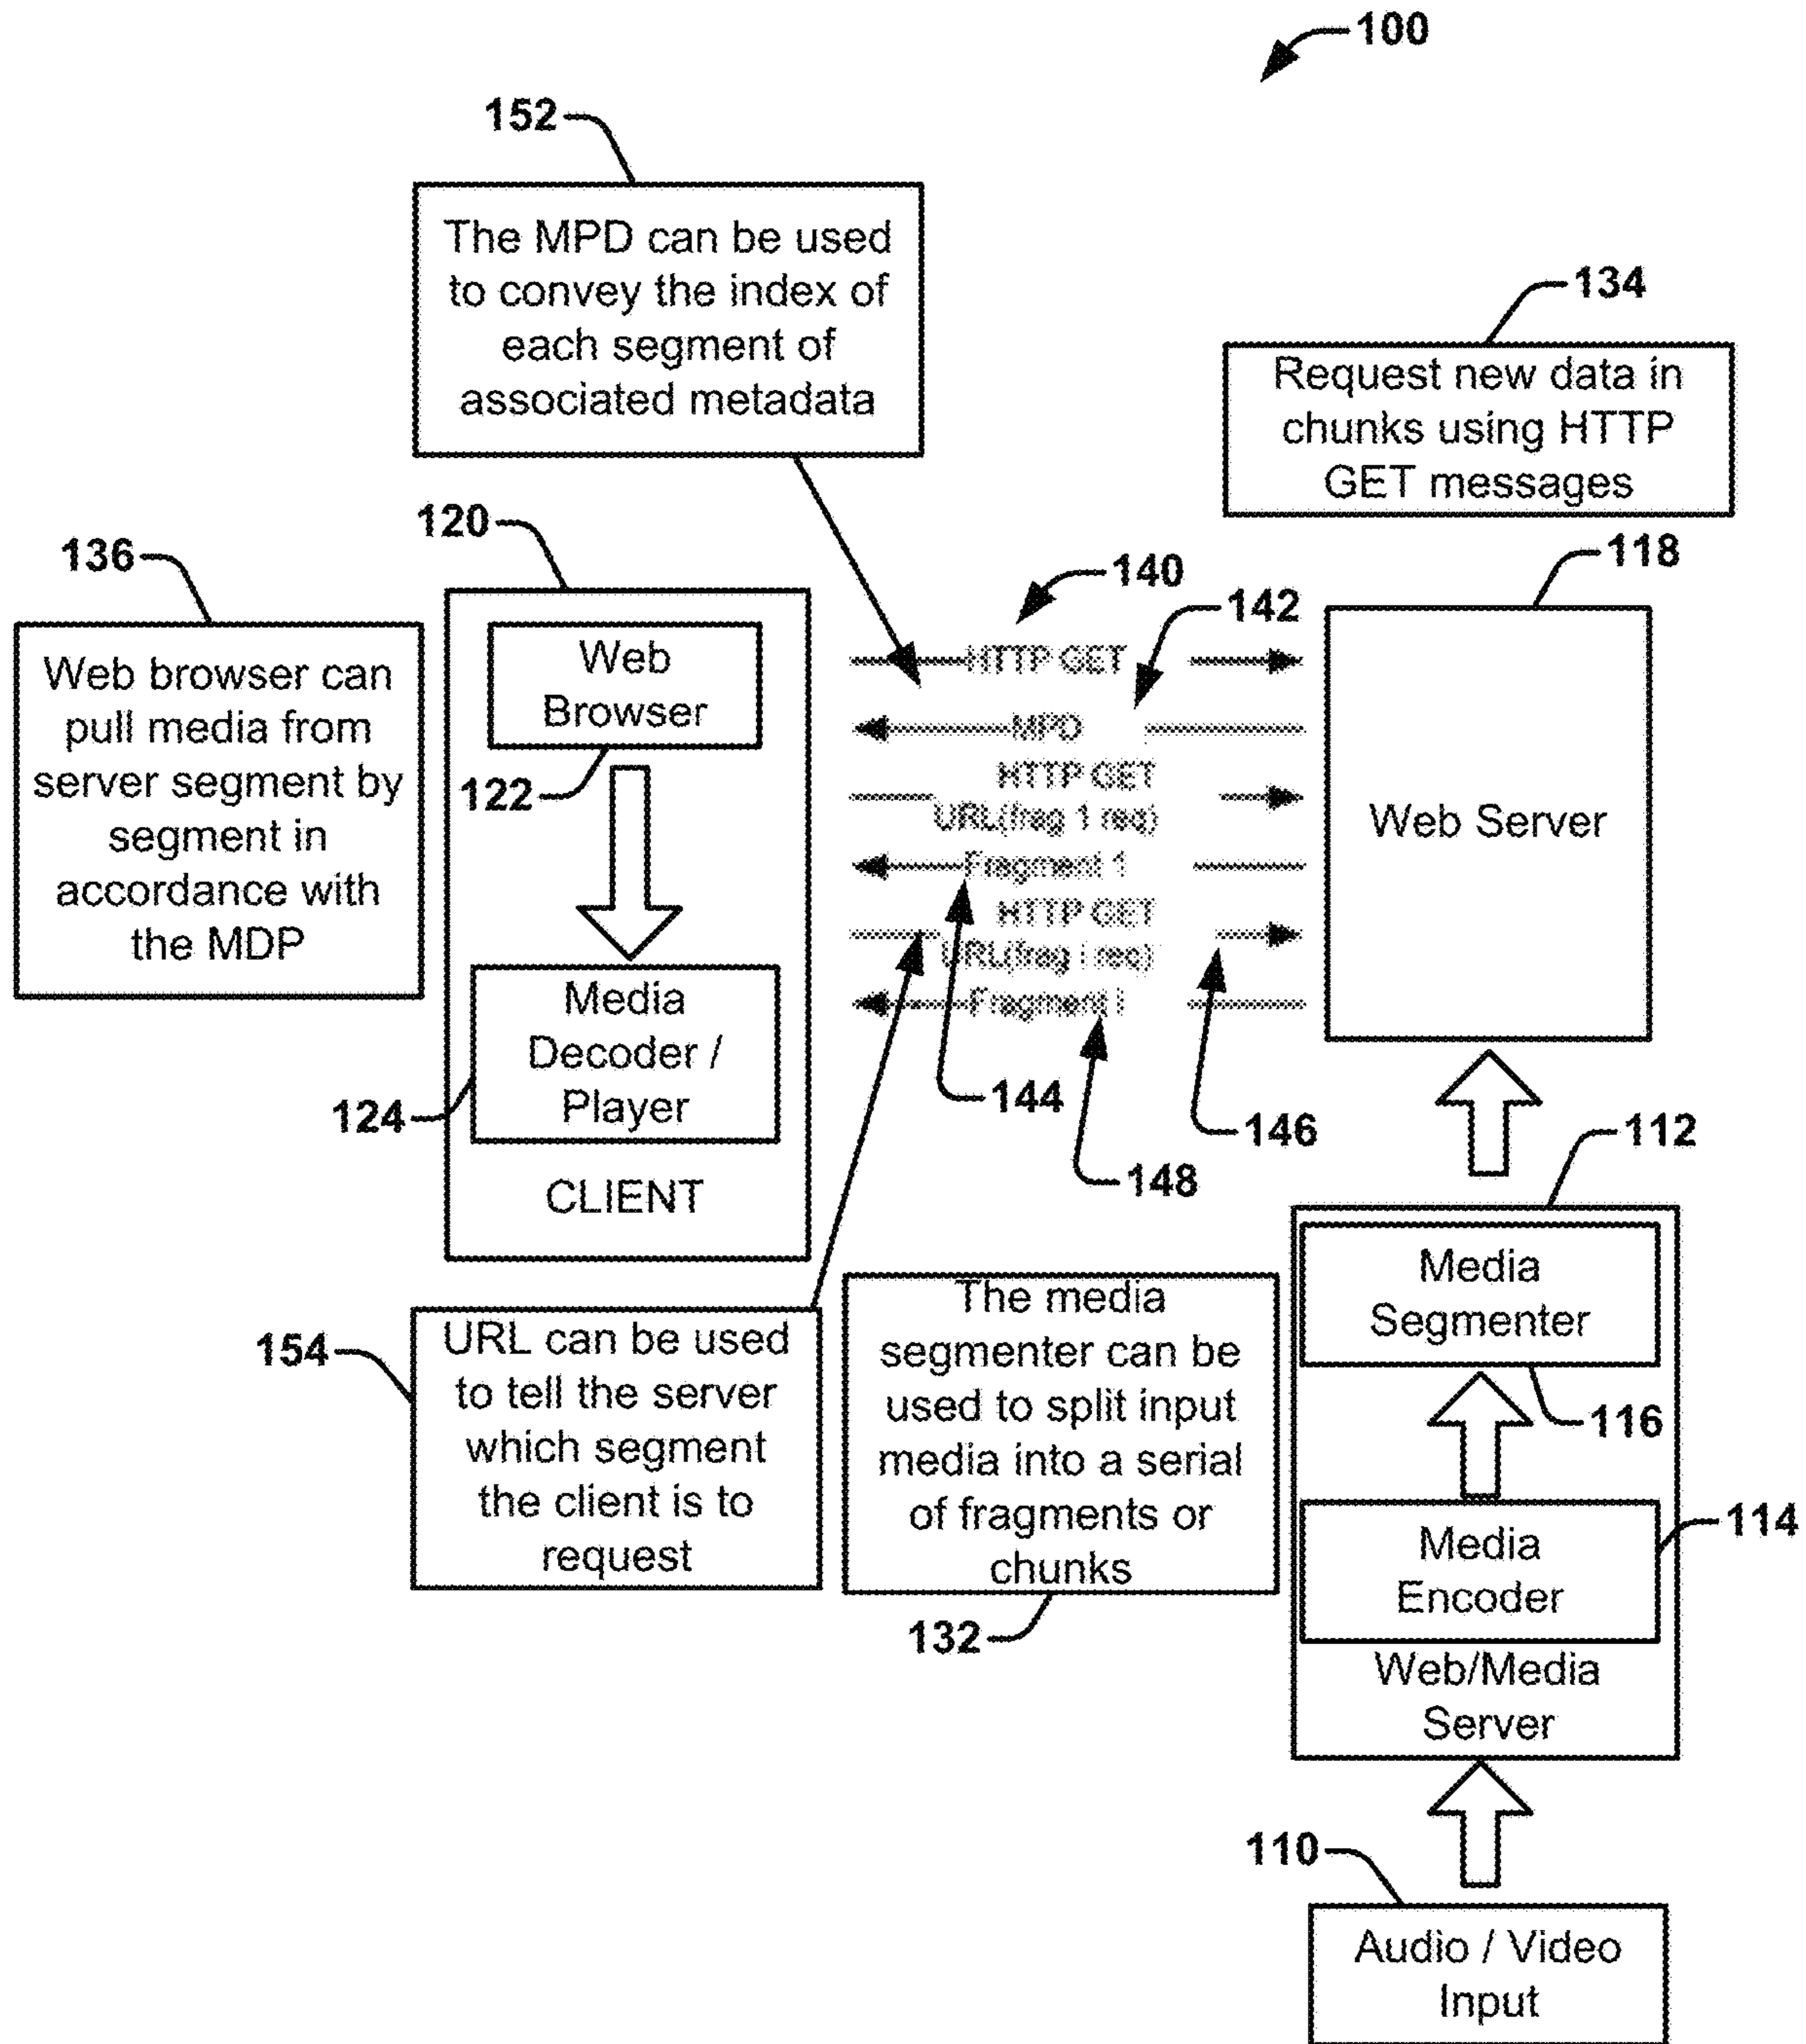 100
152
The MPD can be used
to convey the index of
each segment of
associated metadata
134
Request new data in
chunks using HTTP
GET messages
136
Web browser can
pull media from
server segment by
segment in
accordance with
the MDP
120
Web
Browser
122
Media
Decoder /
Player
124
CLIENT
140
142
HTTP GET
MPD
HTTP GET
URL(frag 1 req)
Fragment 1
HTTP GET
URL(frag i req)
Fragment i
144
146
148
118
Web Server
112
Media
Segmenter
116
Media
Encoder
114
Web/Media
Server
154
URL can be used
to tell the server
which segment
the client is to
request
The media
segmenter can be
used to split input
media into a serial
of fragments or
chunks
132
110
Audio / Video
Input